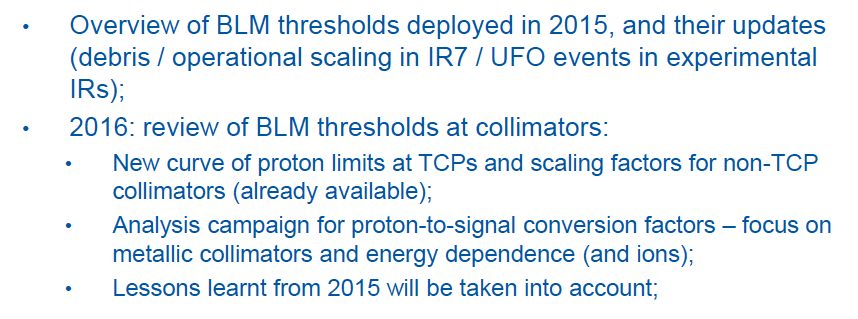 • Overview of BLM thresholds deployed in 2015, and their updates
(debris / operational scaling in IR7 / UFO events in experimental
IRs);
• 2016: review of BLM thresholds at collimators:
• New curve of proton limits at TCPs and scaling factors for non-TCP
collimators (already available);
• Analysis campaign for proton-to-signal conversion factors – focus on
metallic collimators and energy dependence (and ions);
• Lessons learnt from 2015 will be taken into account;